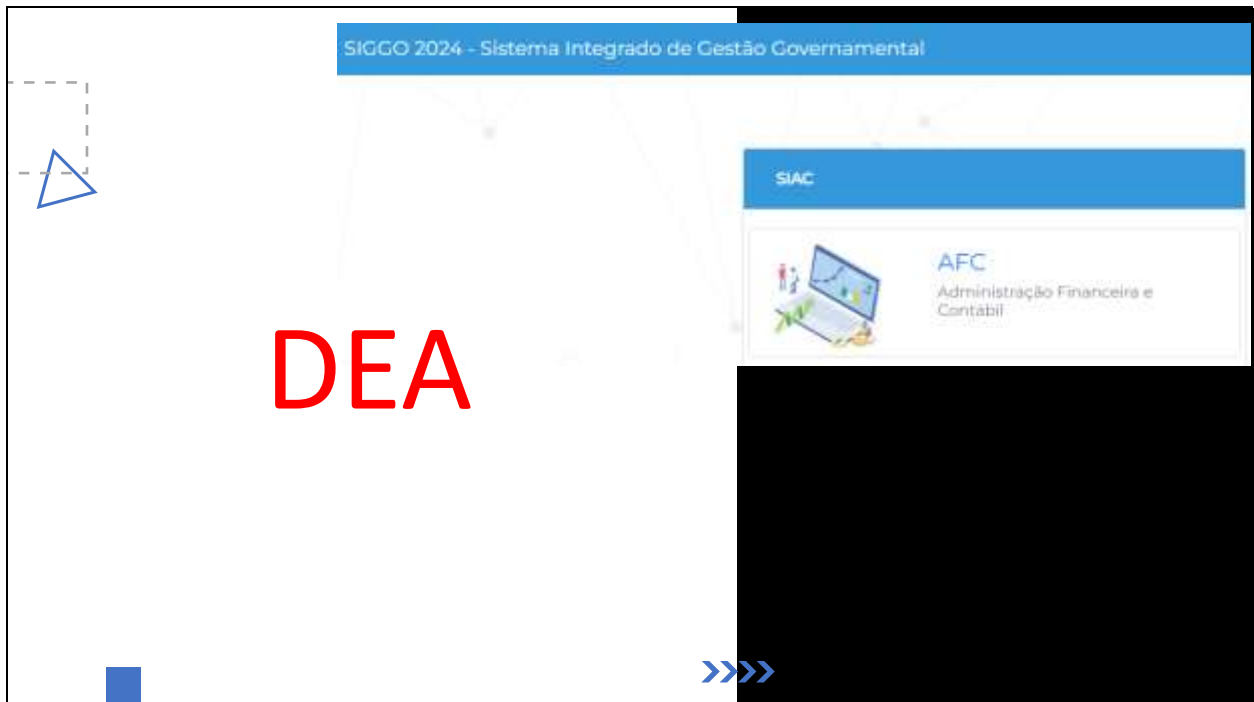 SIGGO 2024 - Sistema Integrado de Gestão Governamental
SIAC
AFC
Administração Financeira e
Contábil
DEA